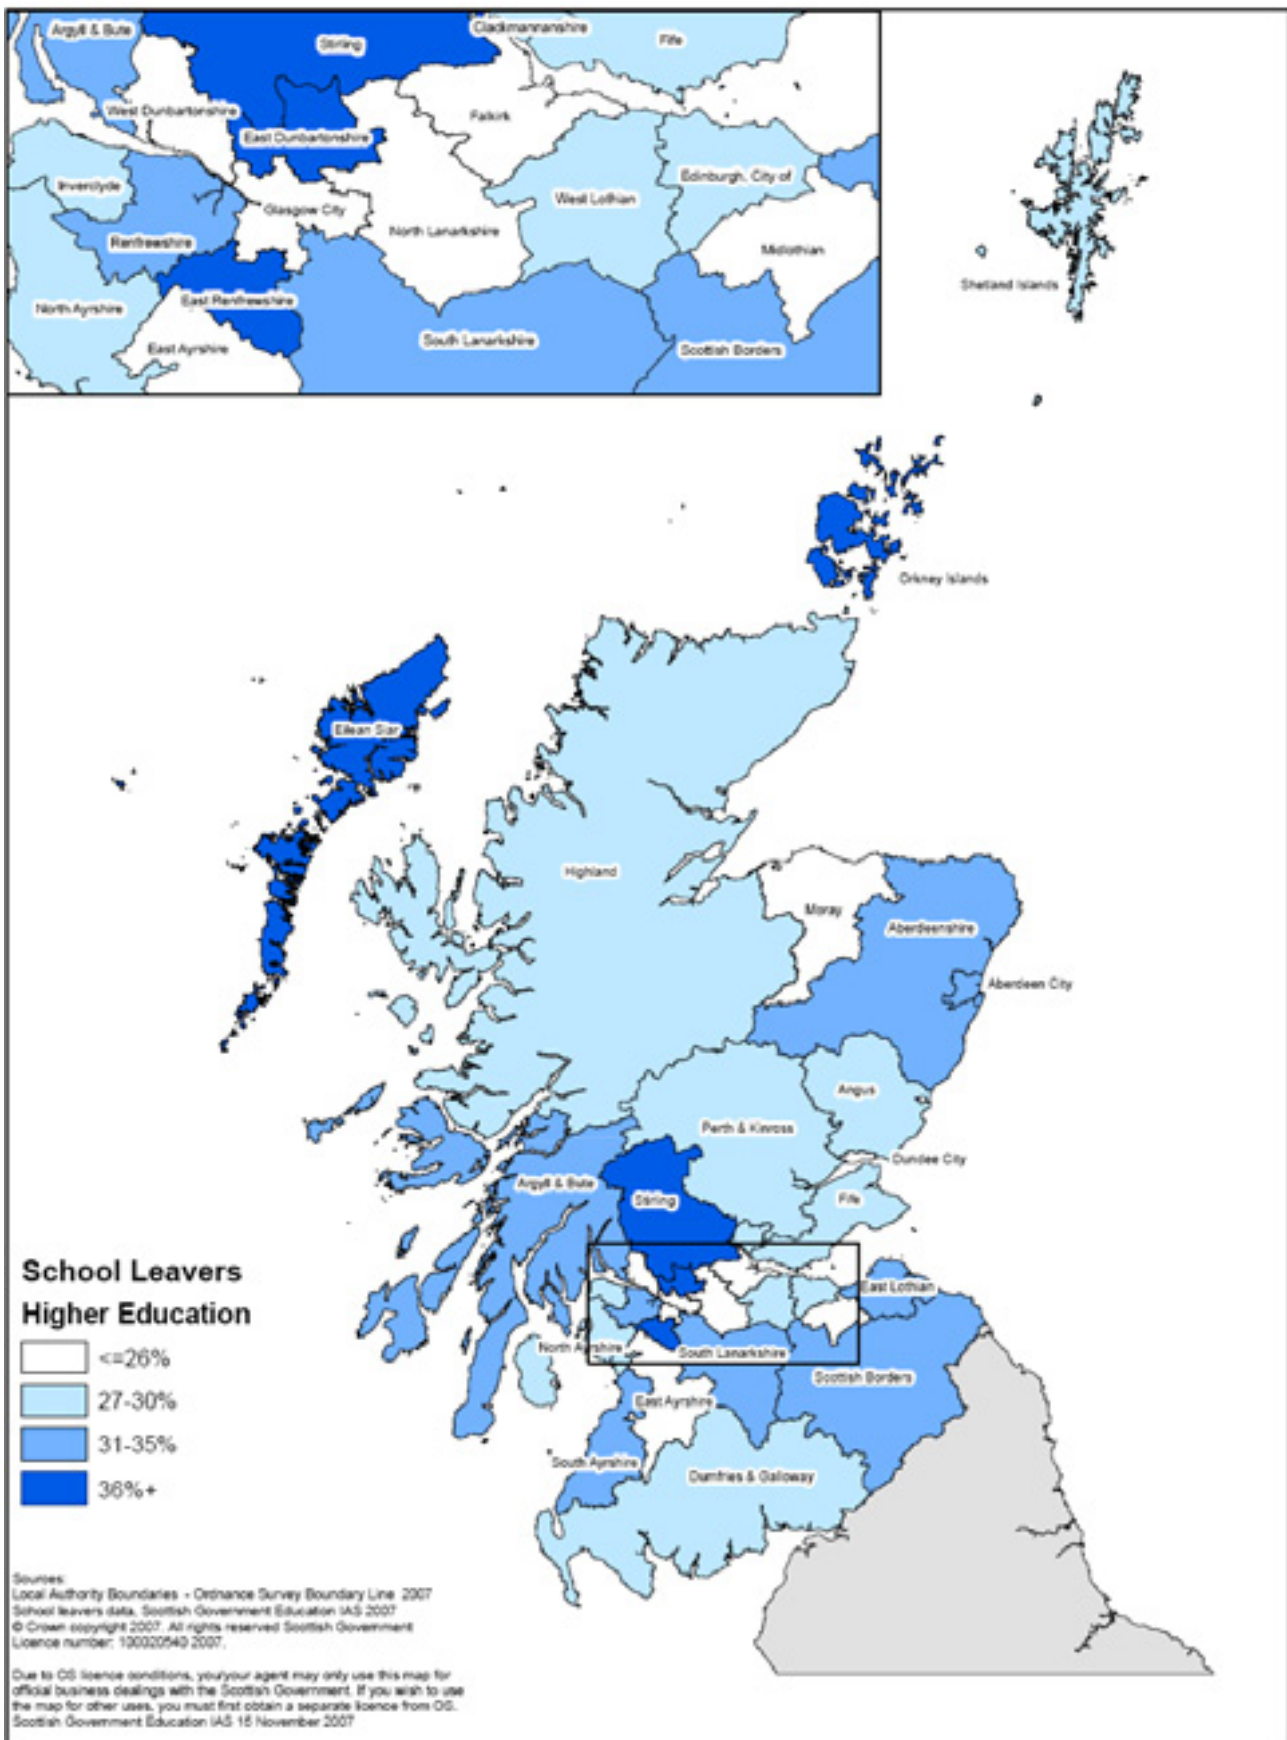 Argyll & Bute
Stirling
Clackmannanshire
Fife
West Dunbartonshire
East Dunbartonshire
Falkirk
Inverclyde
Glasgow City
West Lothian
Edinburgh, City of
Renfrewshire
North Lanarkshire
Midlothian
North Ayrshire
East Renfrewshire
East Ayrshire
South Lanarkshire
Scottish Borders
Shetland Islands
Orkney Islands
Eilean Siar
Highland
Moray
Aberdeenshire
Aberdeen City
Angus
Perth & Kinross
Dundee City
Argyll & Bute
Stirling
Fife
East Lothian
North Ayrshire
South Lanarkshire
Scottish Borders
East Ayrshire
South Ayrshire
Dumfries & Galloway
School Leavers
Higher Education
<=26%
27-30%
31-35%
36%+
Sources:
Local Authority Boundaries - Ordnance Survey Boundary Line 2007
School leavers data, Scottish Government Education IAS 2007
© Crown copyright 2007. All rights reserved Scottish Government
Licence number: 100020540 2007.
Due to OS licence conditions, you/your agent may only use this map for
official business dealings with the Scottish Government. If you wish to use
the map for other uses, you must first obtain a separate licence from OS.
Scottish Government Education IAS 15 November 2007